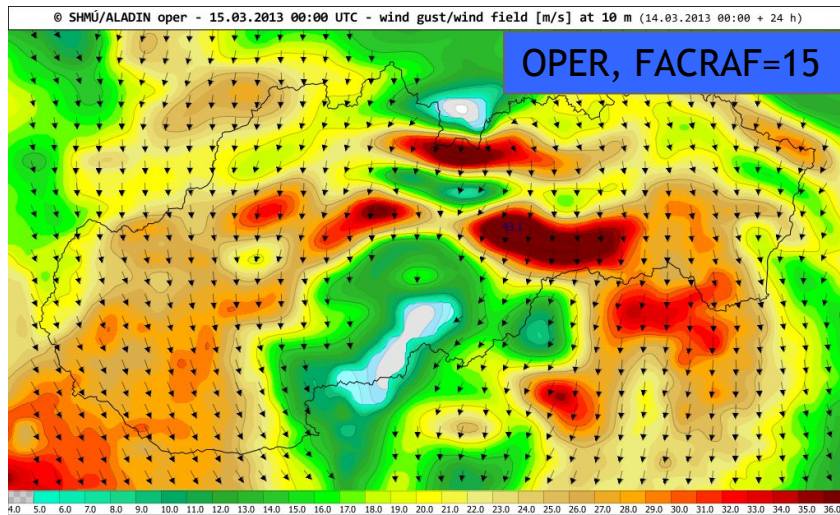 © SHMÚ/ALADIN oper - 15.03.2013 00:00 UTC - wind gust/wind field [m/s] at 10 m (14.03.2013 00:00 + 24 h)
OPER, FACRAF=15
4.0 5.0 6.0 7.0 8.0 9.0 10.0 11.0 12.0 13.0 14.0 15.0 16.0 17.0 18.0 19.0 20.0 21.0 22.0 23.0 24.0 25.0 26.0 27.0 28.0 29.0 30.0 31.0 32.0 33.0 34.0 35.0